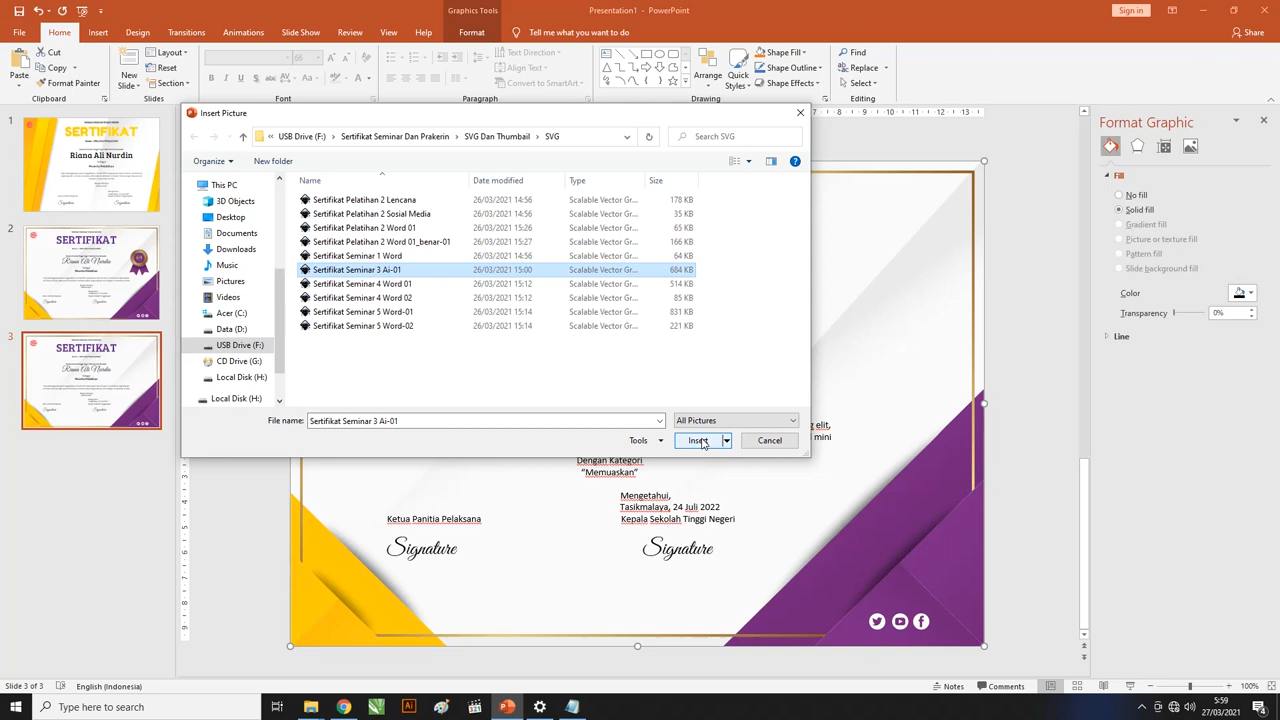 Graphics Tools
Presentation1 - PowerPoint
Sign in
File Home Insert Design Transitions Animations Slide Show Review View Help Format Tell me what you want to do Share
Paste
Cut
Copy
Format Painter
Clipboard
New Slide
Layout
Reset
Section
Slides
66
Font
Text Direction
Align Text
Convert to SmartArt
Paragraph
Arrange
Quick Styles
Shape Fill
Shape Outline
Shape Effects
Drawing
Find
Replace
Select
Editing
1
SERTIFIKAT
Riana Ali Nurdin
2
SERTIFIKAT
Riana Ali Nurdin
3
SERTIFIKAT
Riana Ali Nurdin
Insert Picture
« USB Drive (F:) > Sertifikat Seminar Dan Prakerin > SVG Dan Thumbail > SVG
Search SVG
Organize
New folder
This PC
3D Objects
Desktop
Documents
Downloads
Music
Pictures
Videos
Acer (C:)
Data (D:)
USB Drive (F:)
CD Drive (G:)
Local Disk (H:)
Local Disk (H:)
Name Date modified Type Size
Sertifikat Pelatihan 2 Lencana 26/03/2021 14:56 Scalable Vector Gr... 178 KB
Sertifikat Pelatihan 2 Sosial Media 26/03/2021 14:56 Scalable Vector Gr... 35 KB
Sertifikat Pelatihan 2 Word 01 26/03/2021 15:26 Scalable Vector Gr... 65 KB
Sertifikat Pelatihan 2 Word 01_benar-01 26/03/2021 15:27 Scalable Vector Gr... 166 KB
Sertifikat Seminar 1 Word 26/03/2021 14:56 Scalable Vector Gr... 64 KB
Sertifikat Seminar 3 Ai-01 26/03/2021 15:00 Scalable Vector Gr... 684 KB
Sertifikat Seminar 4 Word 01 26/03/2021 15:12 Scalable Vector Gr... 514 KB
Sertifikat Seminar 4 Word 02 26/03/2021 15:12 Scalable Vector Gr... 85 KB
Sertifikat Seminar 5 Word-01 26/03/2021 15:14 Scalable Vector Gr... 831 KB
Sertifikat Seminar 5 Word-02 26/03/2021 15:14 Scalable Vector Gr... 221 KB
File name: Sertifikat Seminar 3 Ai-01
All Pictures
Tools
Insert
Cancel
elit,
mini
Dengan Kategori
"Memuaskan"
Mengetahui,
Tasikmalaya, 24 Juli 2022
Ketua Panitia Pelaksana
Kepala Sekolah Tinggi Negeri
Signature
Signature
Format Graphic
Fill
No fill
Solid fill
Gradient fill
Picture or texture fill
Pattern fill
Slide background fill
Color
Transparency
0%
Line
Slide 3 of 3
English (Indonesia)
Notes
Comments
100%
Type here to search
5:59
27/03/2021